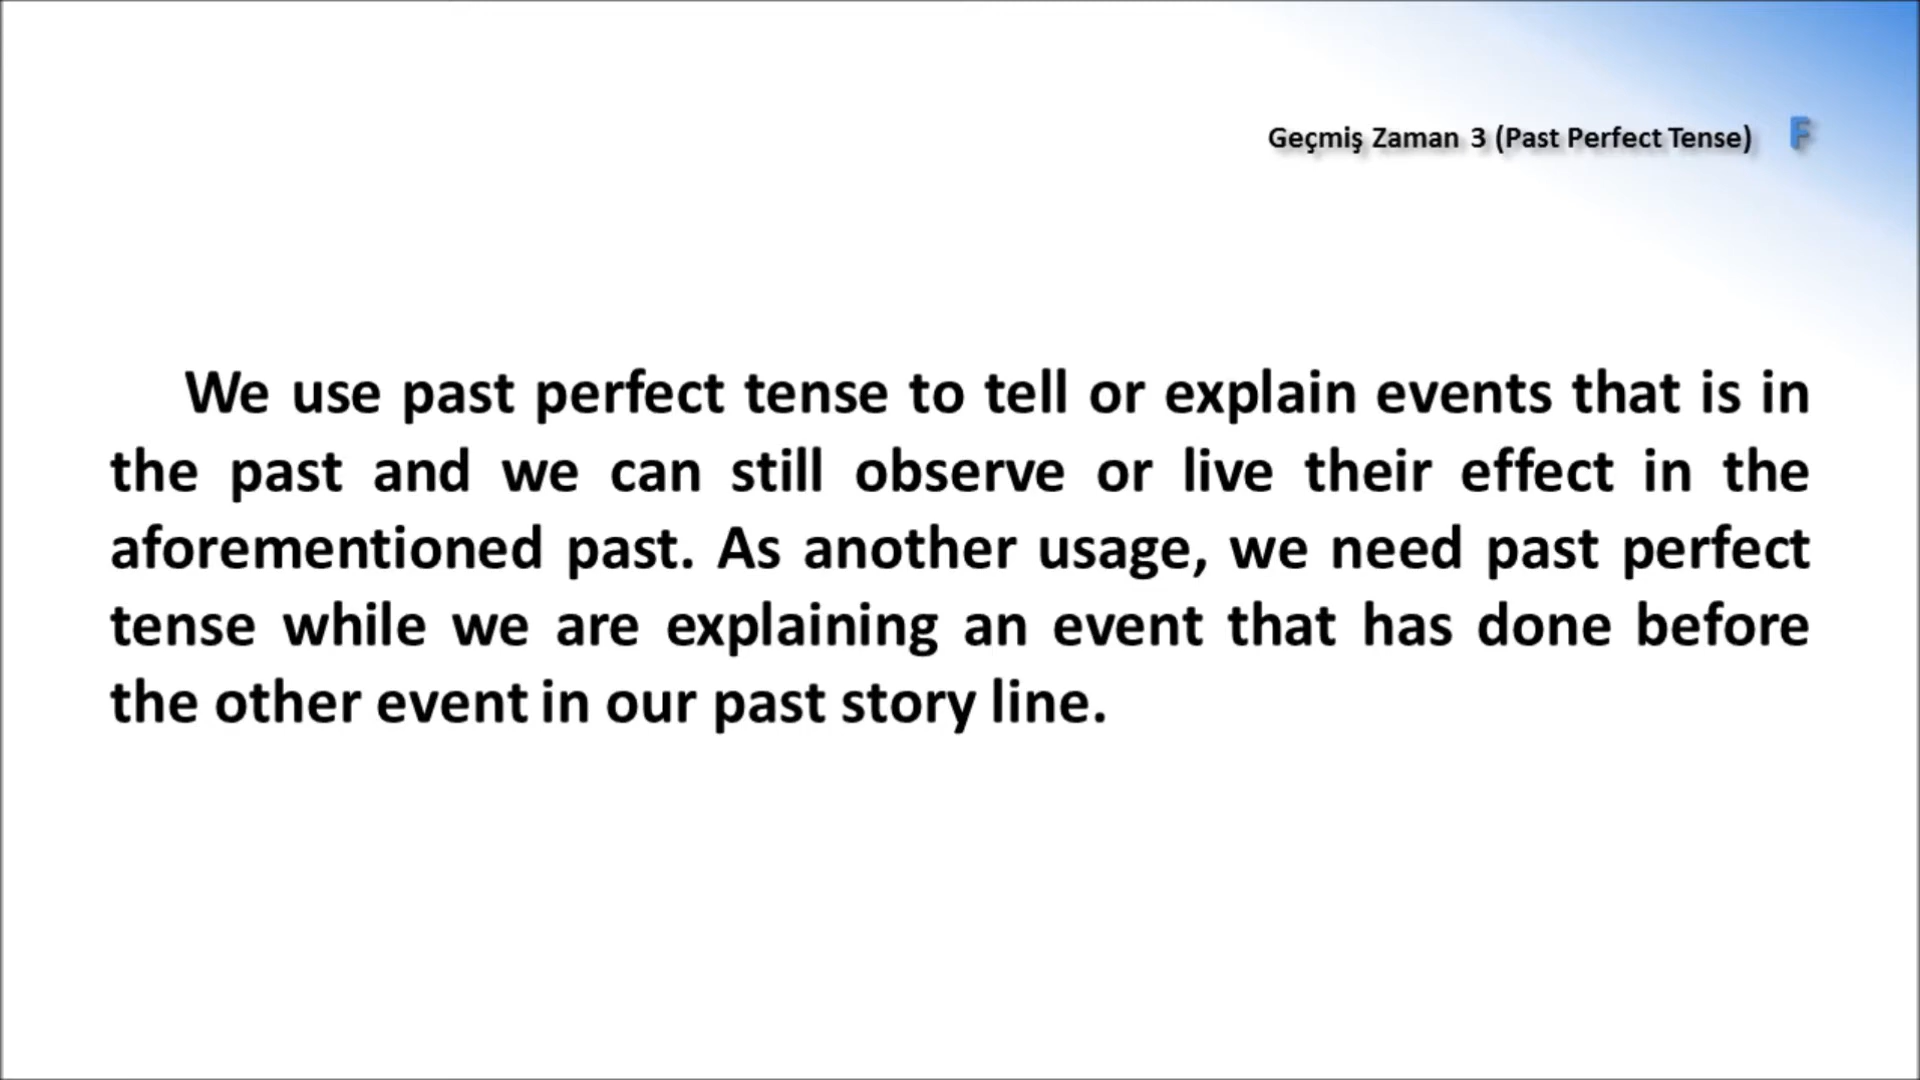 Geçmiş Zaman 3 (Past Perfect Tense) F
We use past perfect tense to tell or explain events that is in
the past and we can still observe or live their effect in the
aforementioned past. As another usage, we need past perfect
tense while we are explaining an event that has done before
the other event in our past story line.